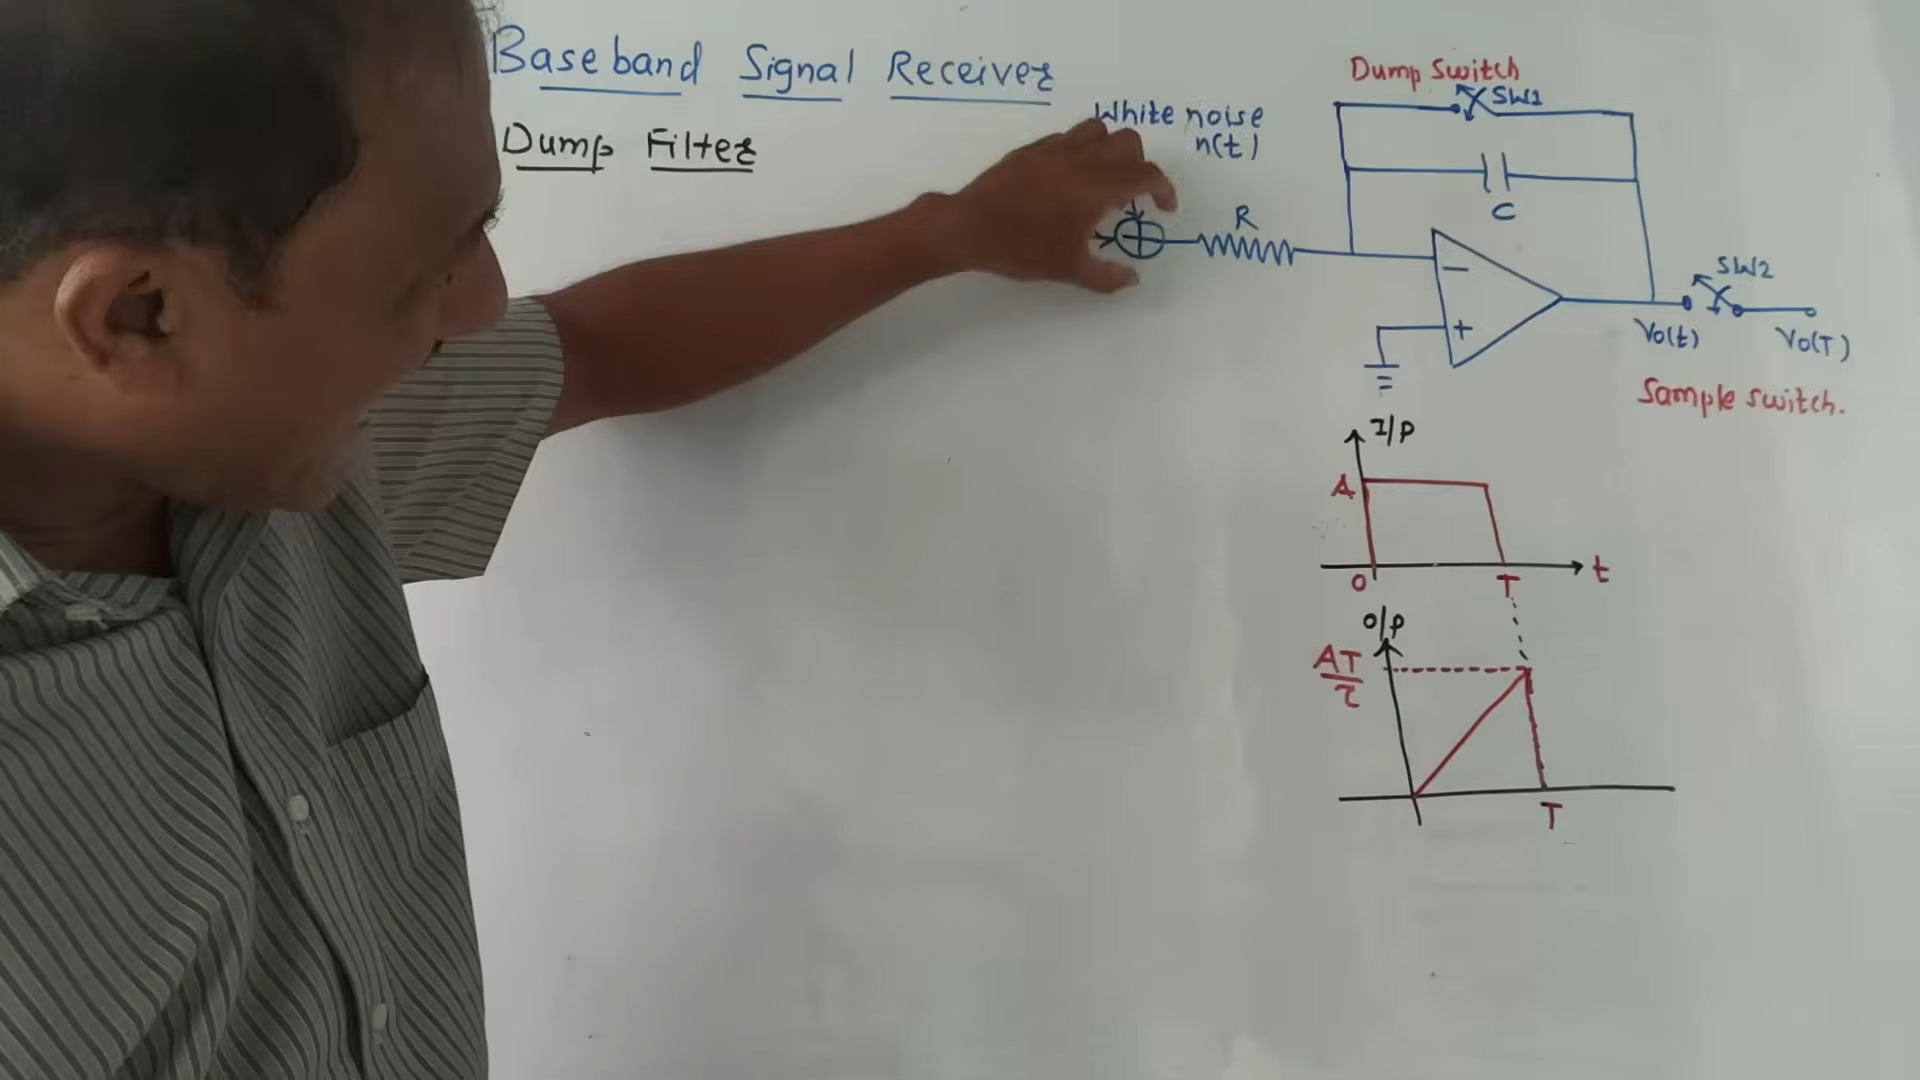 Baseband Signal Receiver
Dump Filter
White noise
n(t)
Dump Switch
SW1
C
R
−
+
SW2
Vo(t)
Vo(T)
Sample switch.
I/P
A
0
T
t
O/P
AT
τ
T